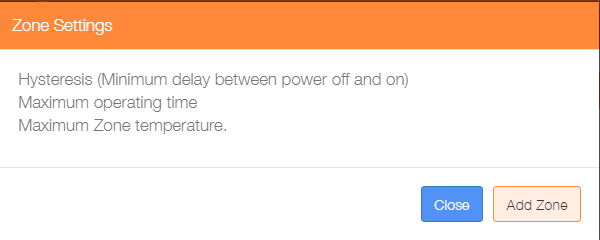 Zone Settings
Hysteresis (Minimum delay between power off and on)
Maximum operating time
Maximum Zone temperature.
Close
Add Zone